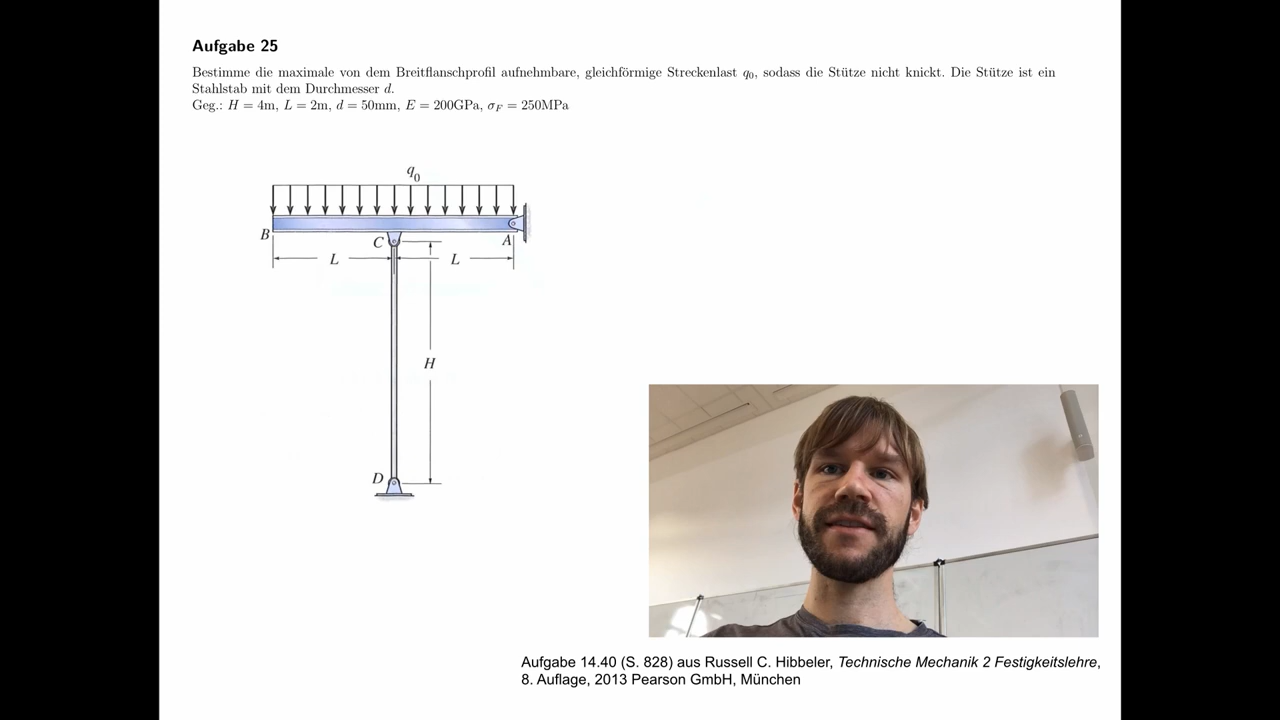 Aufgabe 25
Bestimme die maximale von dem Breitflanschprofil aufnehmbare, gleichförmige Streckenlast q₀, sodass die Stütze nicht knickt. Die Stütze ist ein
Stahlstab mit dem Durchmesser d.
Geg.: H = 4m, L = 2m, d = 50mm, E = 200GPa, σ_F = 250MPa
q₀
B
C
A
L
L
H
D
Aufgabe 14.40 (S. 828) aus Russell C. Hibbeler, Technische Mechanik 2 Festigkeitslehre,
8. Auflage, 2013 Pearson GmbH, München